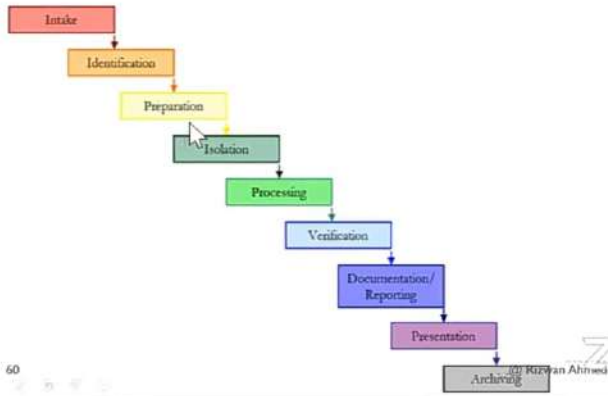 Intake
Identification
Preparation
Isolation
Processing
Verification
Documentation/
Reporting
Presentation
60
@ Rizwan Ahmed
Archiving